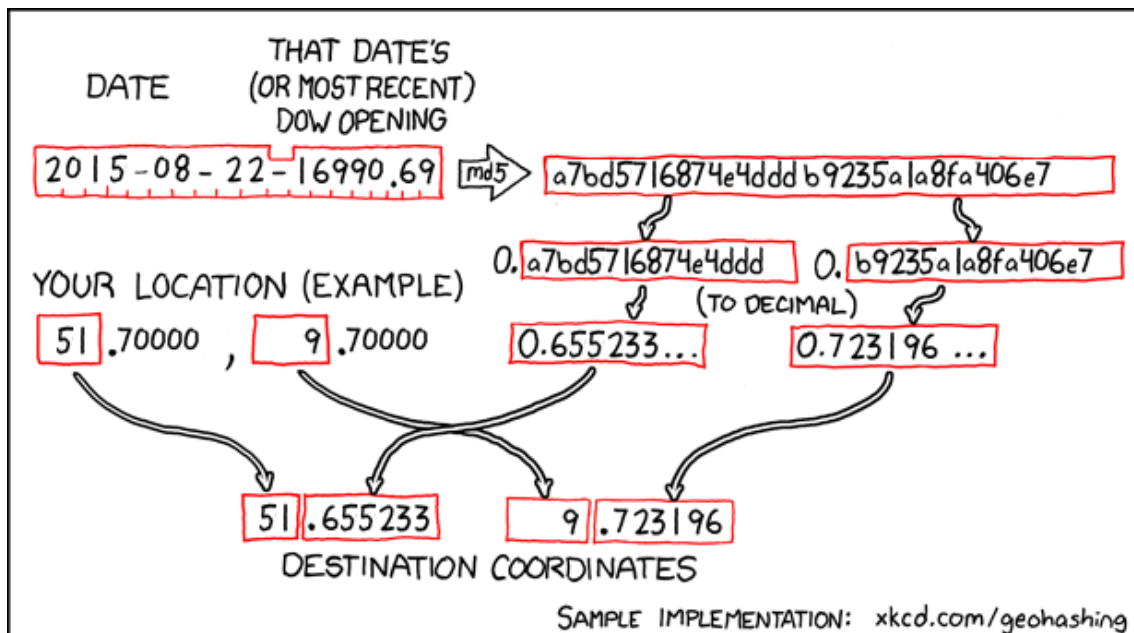 DATE
THAT DATE'S
(OR MOST RECENT)
DOW OPENING
2015-08-22-16990.69
md5
a7bd5716874e4dddb9235a1a8fa406e7
0.a7bd5716874e4ddd
0.b9235a1a8fa406e7
(TO DECIMAL)
0.655233...
0.723196...
YOUR LOCATION (EXAMPLE)
51.70000, 9.70000
51.655233
9.723196
DESTINATION COORDINATES
SAMPLE IMPLEMENTATION: xkcd.com/geohashing